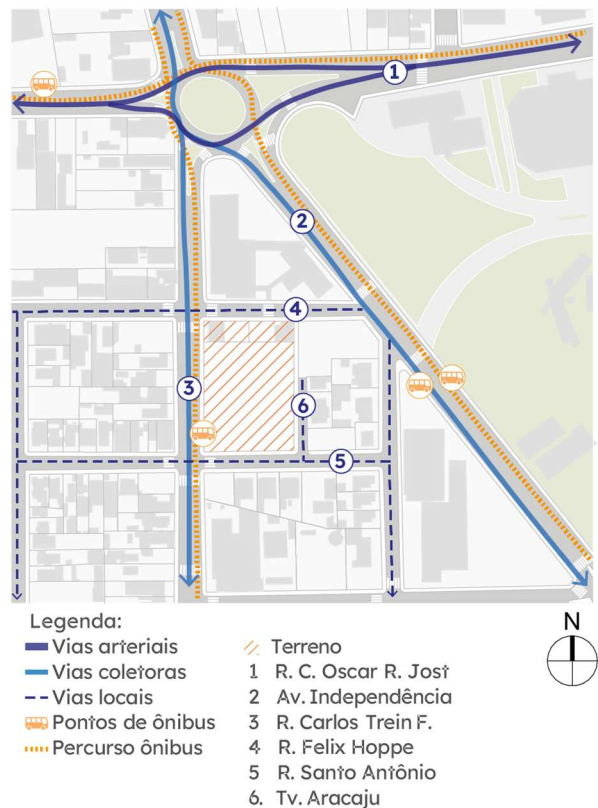 1
2
4
3
6
5
Legenda:
Vias arteriais
Vias coletoras
Vias locais
Pontos de ônibus
Percurso ônibus
Terreno
1 R. C. Oscar R. Jost
2 Av. Independência
3 R. Carlos Trein F.
4 R. Felix Hoppe
5 R. Santo Antônio
6. Tv. Aracaju
N